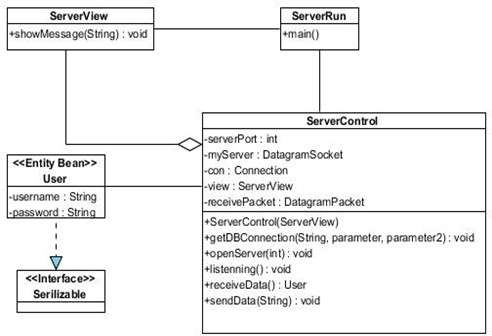 ServerView
+showMessage(String) : void
ServerRun
+main()
ServerControl
-serverPort : int
-myServer : DatagramSocket
-con : Connection
-view : ServerView
-receivePacket : DatagramPacket
+ServerControl(ServerView)
+getDBConnection(String, parameter, parameter2) : void
+openServer(int) : void
+listenning() : void
+receiveData() : User
+sendData(String) : void
<<Entity Bean>>
User
-username : String
-password : String
<<Interface>>
Serilizable